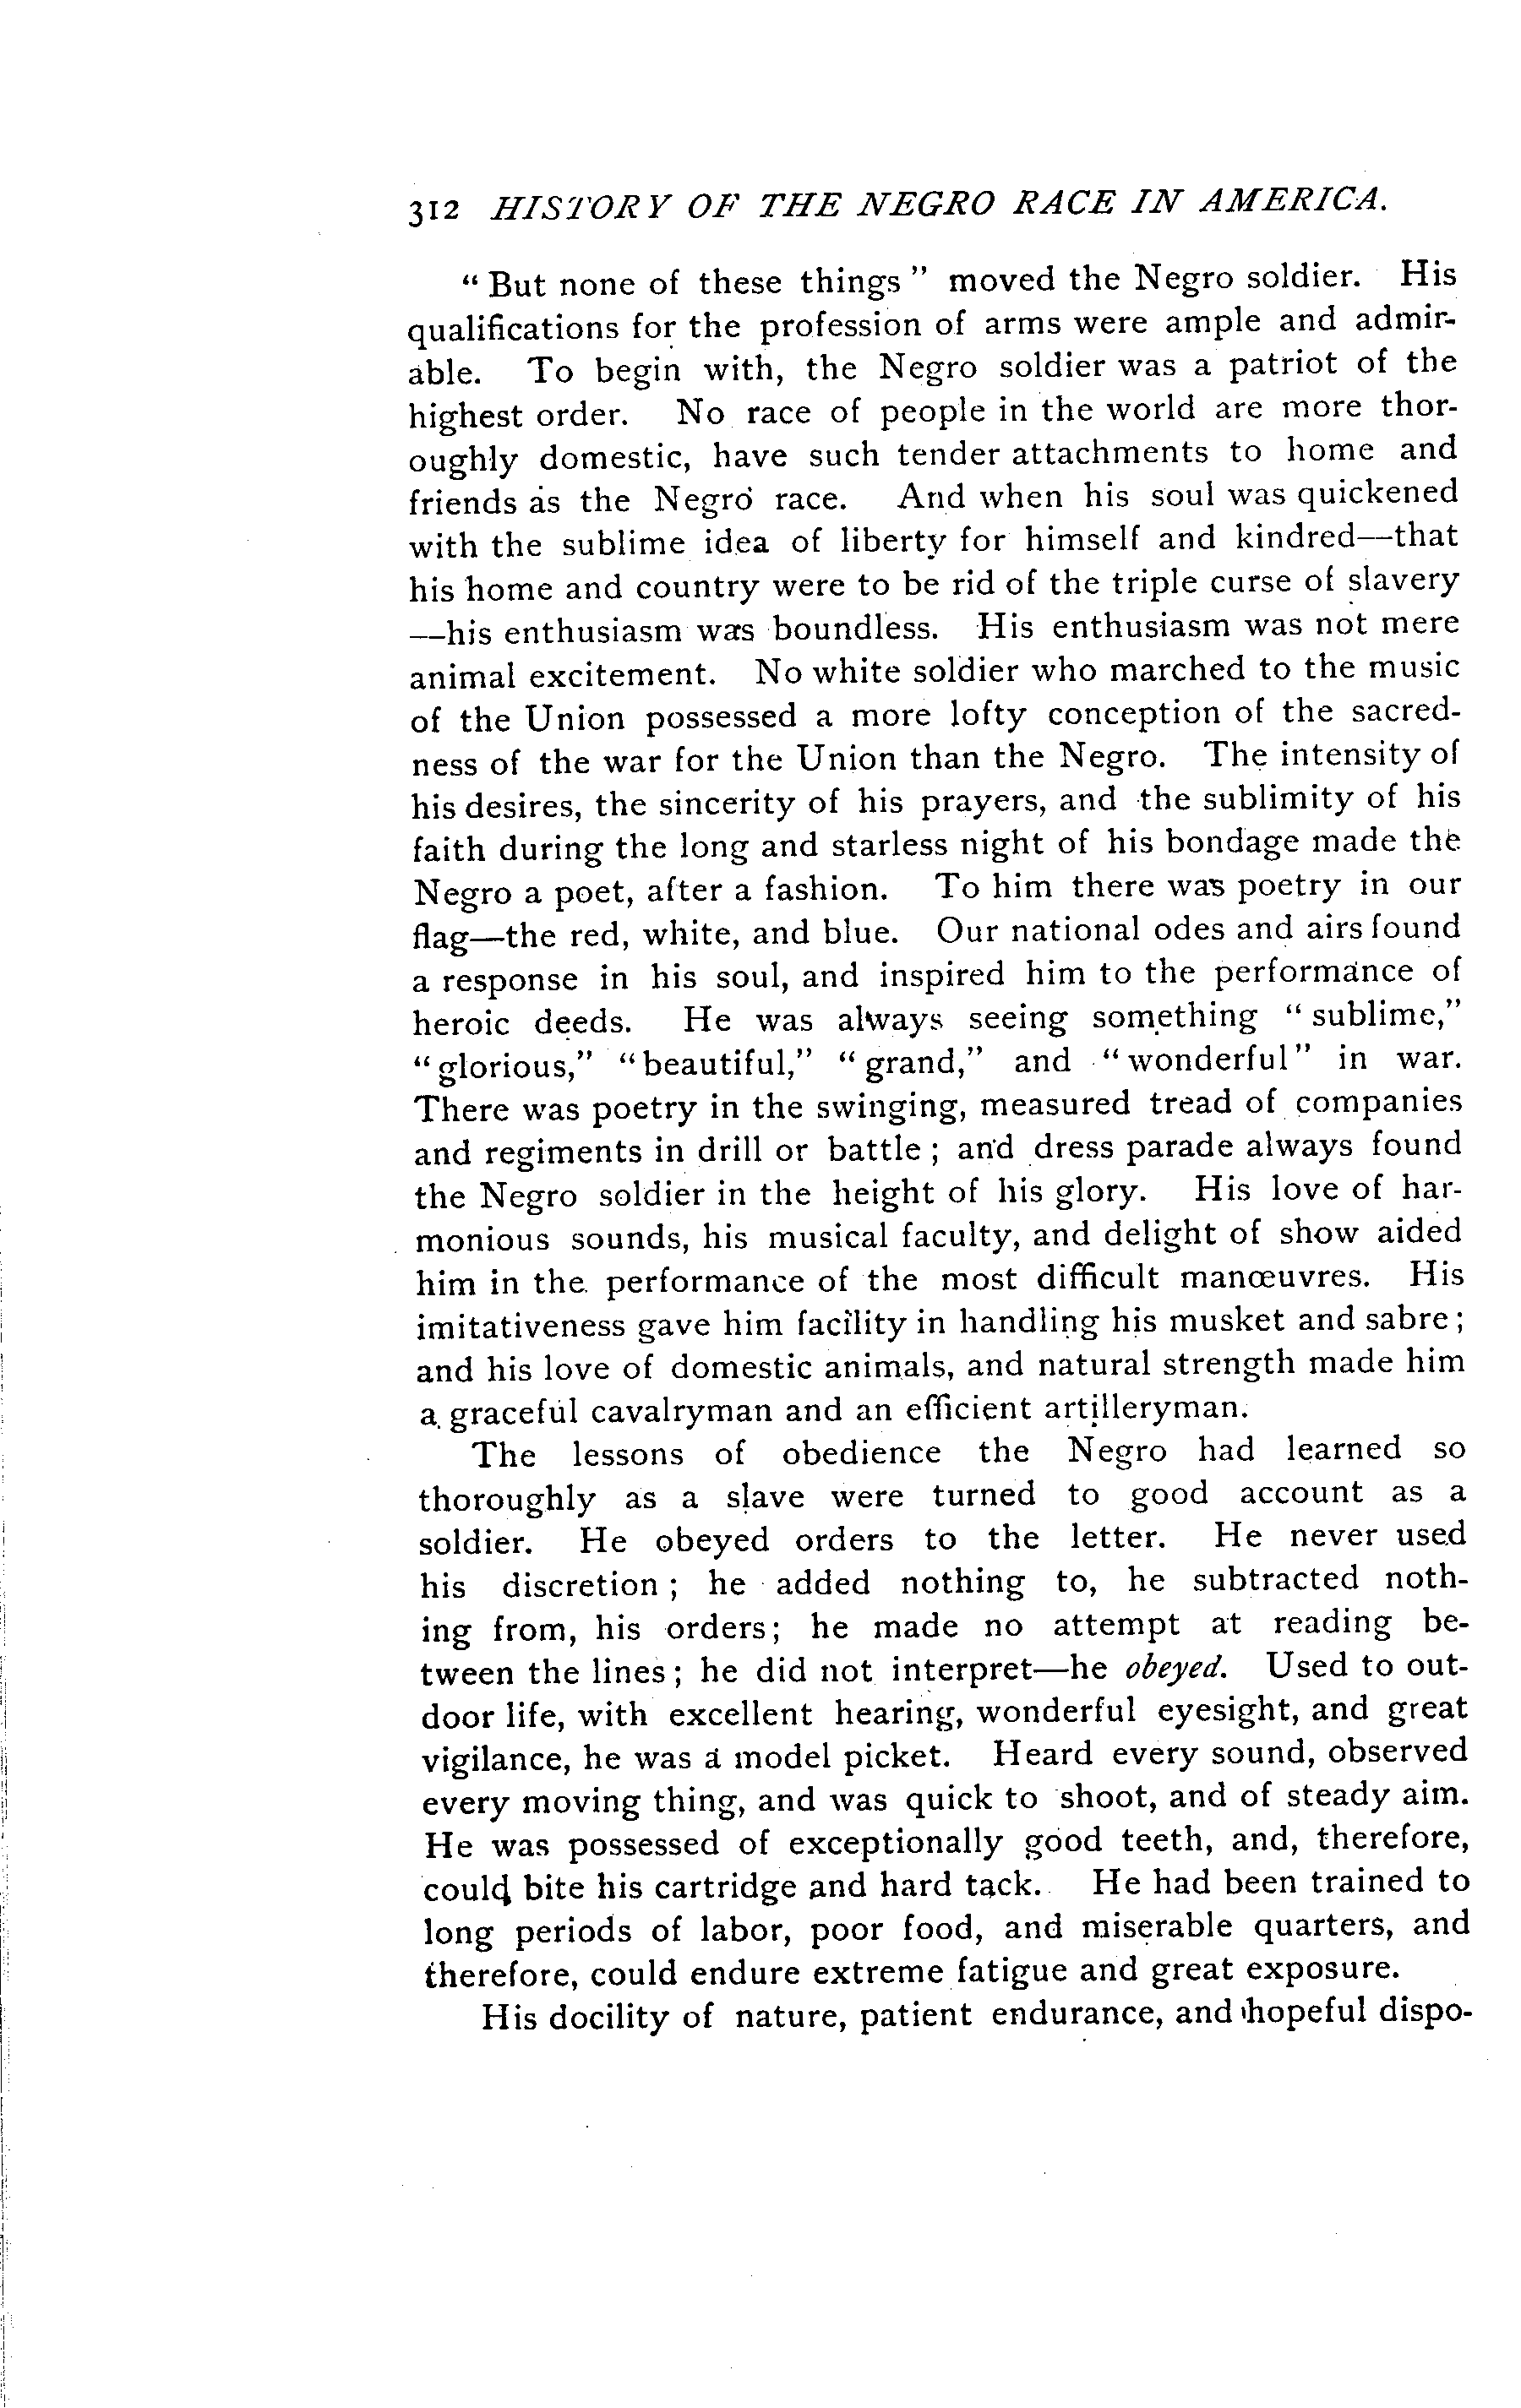 312 HISTORY OF THE NEGRO RACE IN AMERICA.
“ But none of these things ” moved the Negro soldier. His
qualifications for the profession of arms were ample and admir-
able. To begin with, the Negro soldier was a patriot of the
highest order. No race of people in the world are more thor-
oughly domestic, have such tender attachments to home and
friends as the Negro race. And when his soul was quickened
with the sublime idea of liberty for himself and kindred—that
his home and country were to be rid of the triple curse of slavery
—his enthusiasm was boundless. His enthusiasm was not mere
animal excitement. No white soldier who marched to the music
of the Union possessed a more lofty conception of the sacred-
ness of the war for the Union than the Negro. The intensity of
his desires, the sincerity of his prayers, and the sublimity of his
faith during the long and starless night of his bondage made the
Negro a poet, after a fashion. To him there was poetry in our
flag—the red, white, and blue. Our national odes and airs found
a response in his soul, and inspired him to the performance of
heroic deeds. He was always seeing something “ sublime,”
“ glorious,” “ beautiful,” “ grand,” and “ wonderful ” in war.
There was poetry in the swinging, measured tread of companies
and regiments in drill or battle ; and dress parade always found
the Negro soldier in the height of his glory. His love of har-
monious sounds, his musical faculty, and delight of show aided
him in the performance of the most difficult manœuvres. His
imitativeness gave him facility in handling his musket and sabre ;
and his love of domestic animals, and natural strength made him
a graceful cavalryman and an efficient artilleryman.
The lessons of obedience the Negro had learned so
thoroughly as a slave were turned to good account as a
soldier. He obeyed orders to the letter. He never used
his discretion ; he added nothing to, he subtracted noth-
ing from, his orders; he made no attempt at reading be-
tween the lines ; he did not interpret—he obeyed. Used to out-
door life, with excellent hearing, wonderful eyesight, and great
vigilance, he was a model picket. Heard every sound, observed
every moving thing, and was quick to shoot, and of steady aim.
He was possessed of exceptionally good teeth, and, therefore,
could bite his cartridge and hard tack. He had been trained to
long periods of labor, poor food, and miserable quarters, and
therefore, could endure extreme fatigue and great exposure.
His docility of nature, patient endurance, and hopeful dispo-